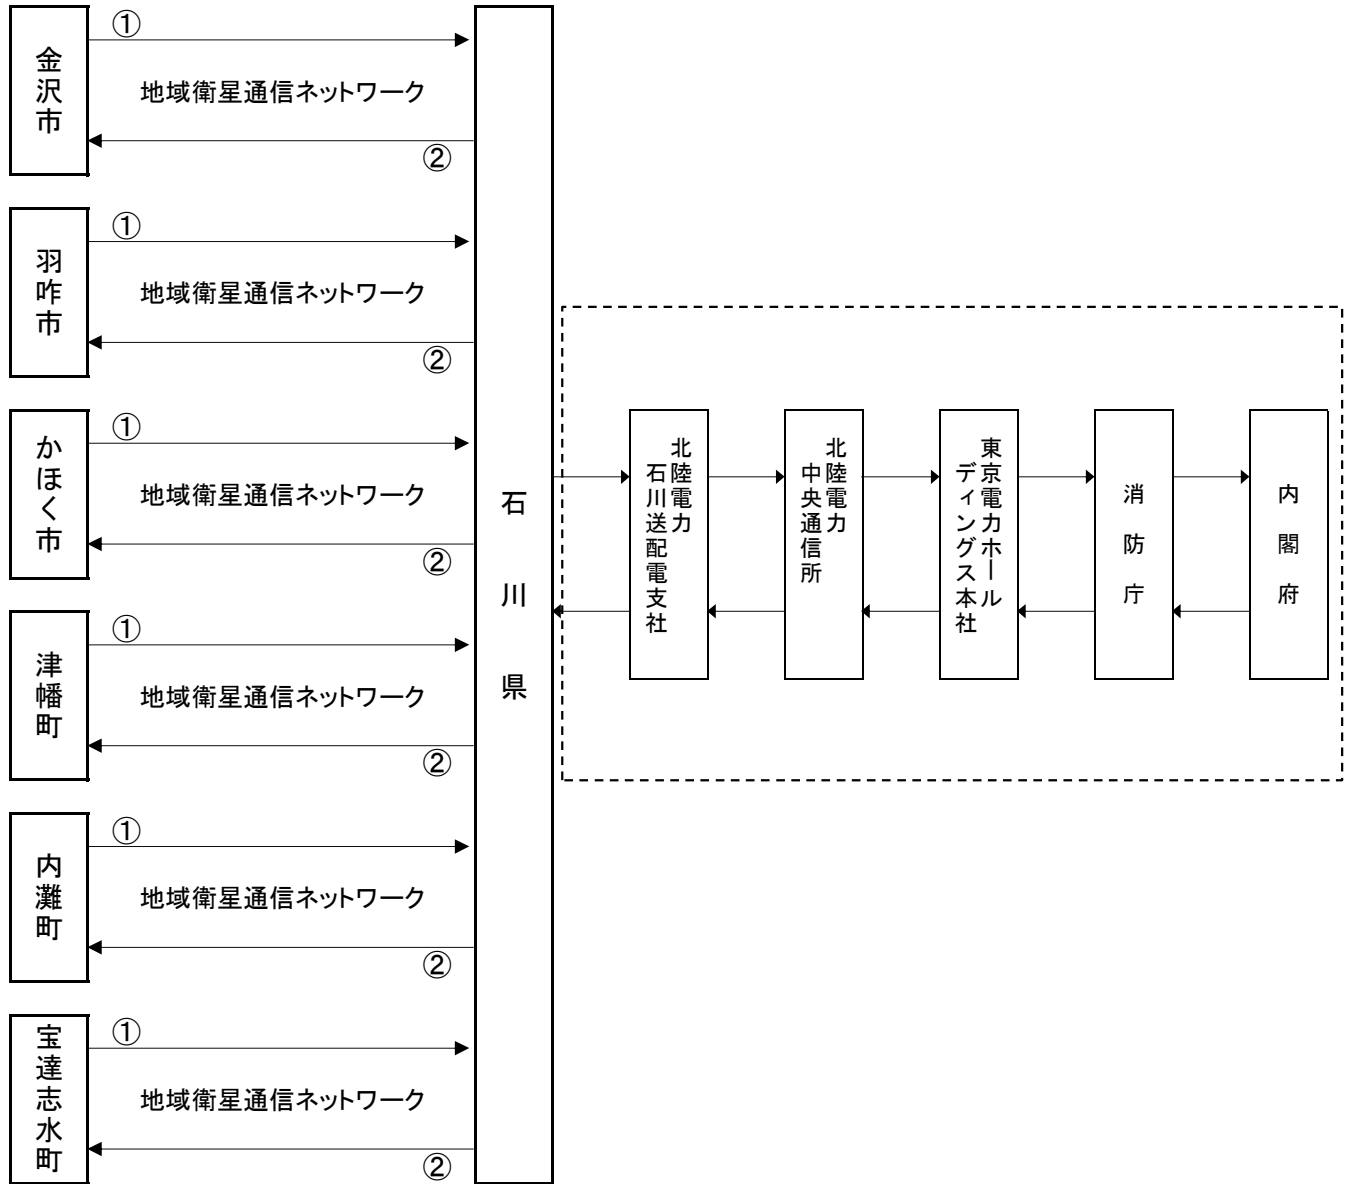 金沢市
①
地域衛星通信ネットワーク
②
羽咋市
①
地域衛星通信ネットワーク
②
かほく市
①
地域衛星通信ネットワーク
②
津幡町
①
地域衛星通信ネットワーク
②
内灘町
①
地域衛星通信ネットワーク
②
宝達志水町
①
地域衛星通信ネットワーク
②
石川県
北陸電力
石川送配電支社
北陸電力
中央通信所
東京電力ホール
ディングス本社
消防庁
内閣府